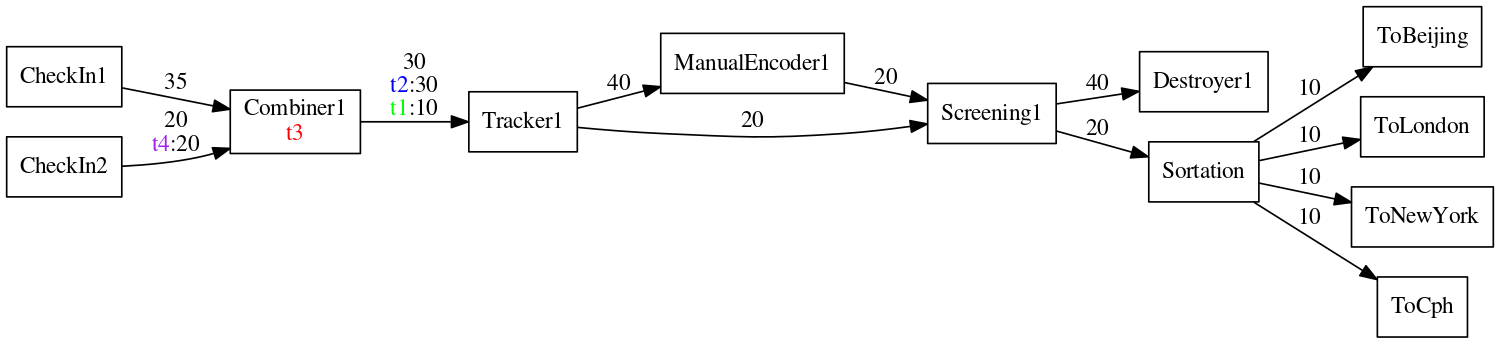 CheckIn1
35
CheckIn2
20
t4:20
Combiner1
t3
30
t2:30
t1:10
Tracker1
40
ManualEncoder1
20
20
Screening1
40
Destroyer1
20
Sortation
10
ToBeijing
10
ToLondon
10
ToNewYork
10
ToCph